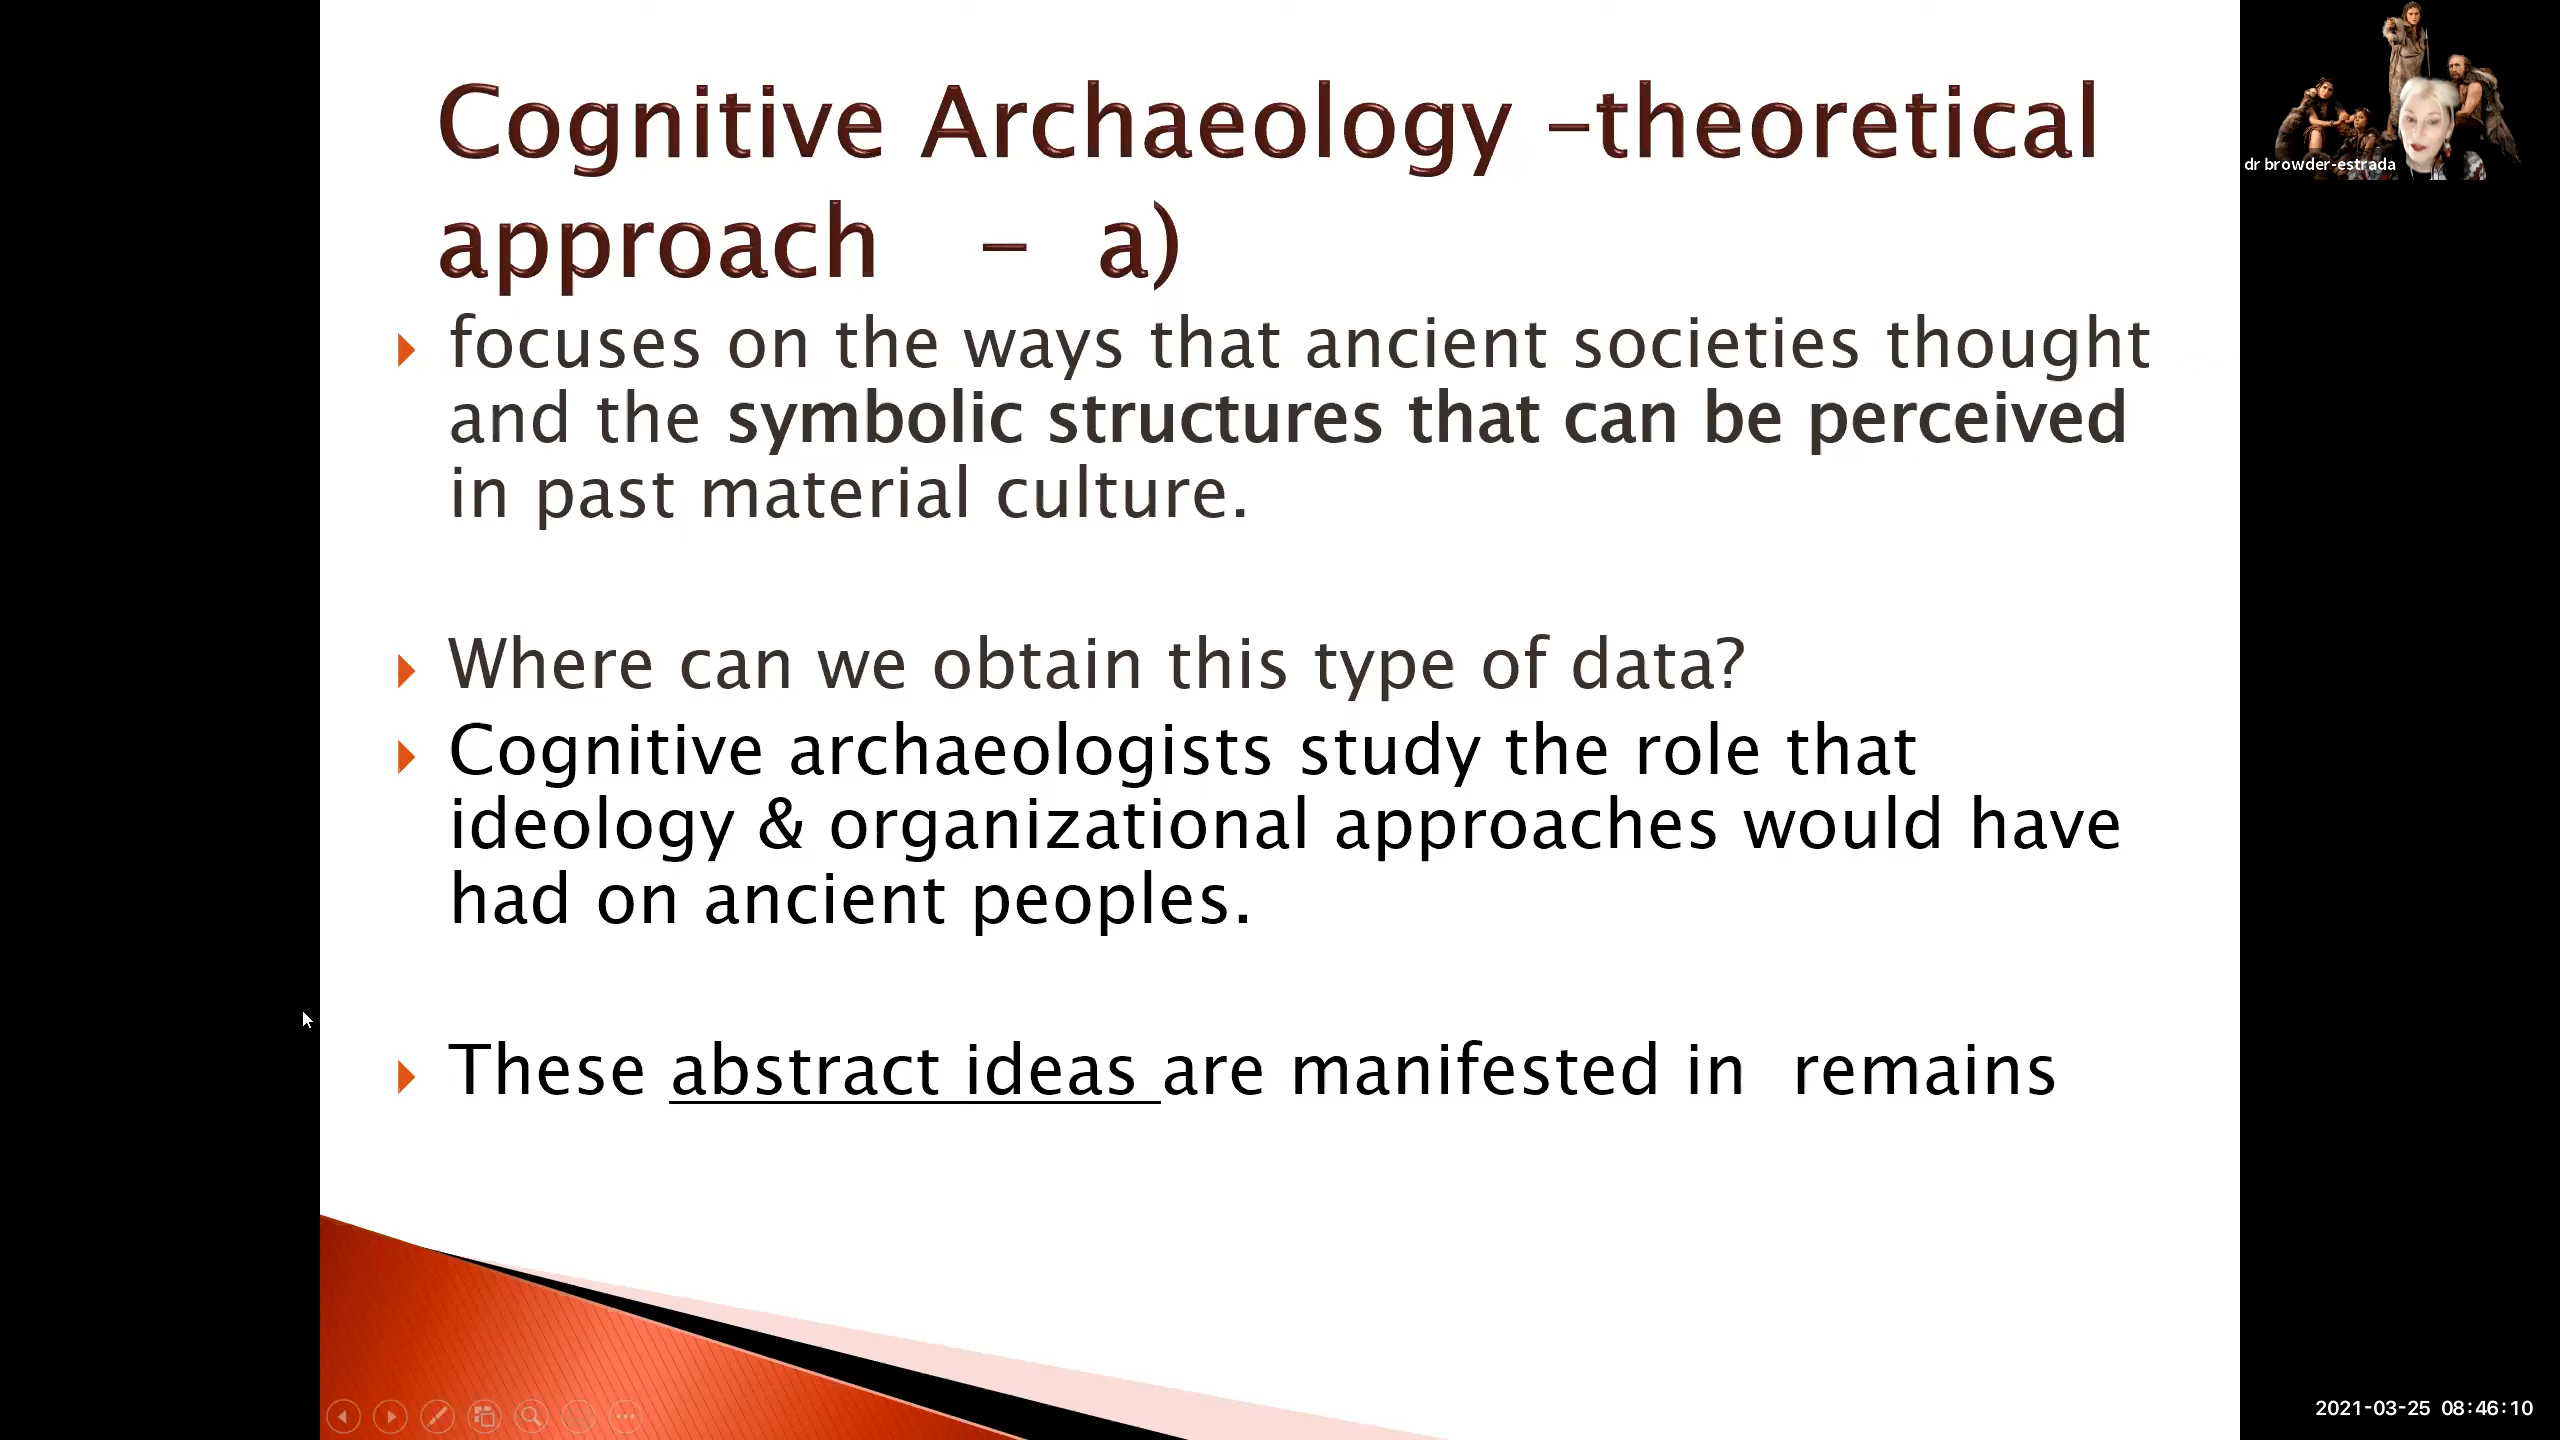 Cognitive Archaeology -theoretical
approach - a)
focuses on the ways that ancient societies thought
and the symbolic structures that can be perceived
in past material culture.
Where can we obtain this type of data?
Cognitive archaeologists study the role that
ideology & organizational approaches would have
had on ancient peoples.
These abstract ideas are manifested in remains
dr browder-estrada
2021-03-25 08:46:10